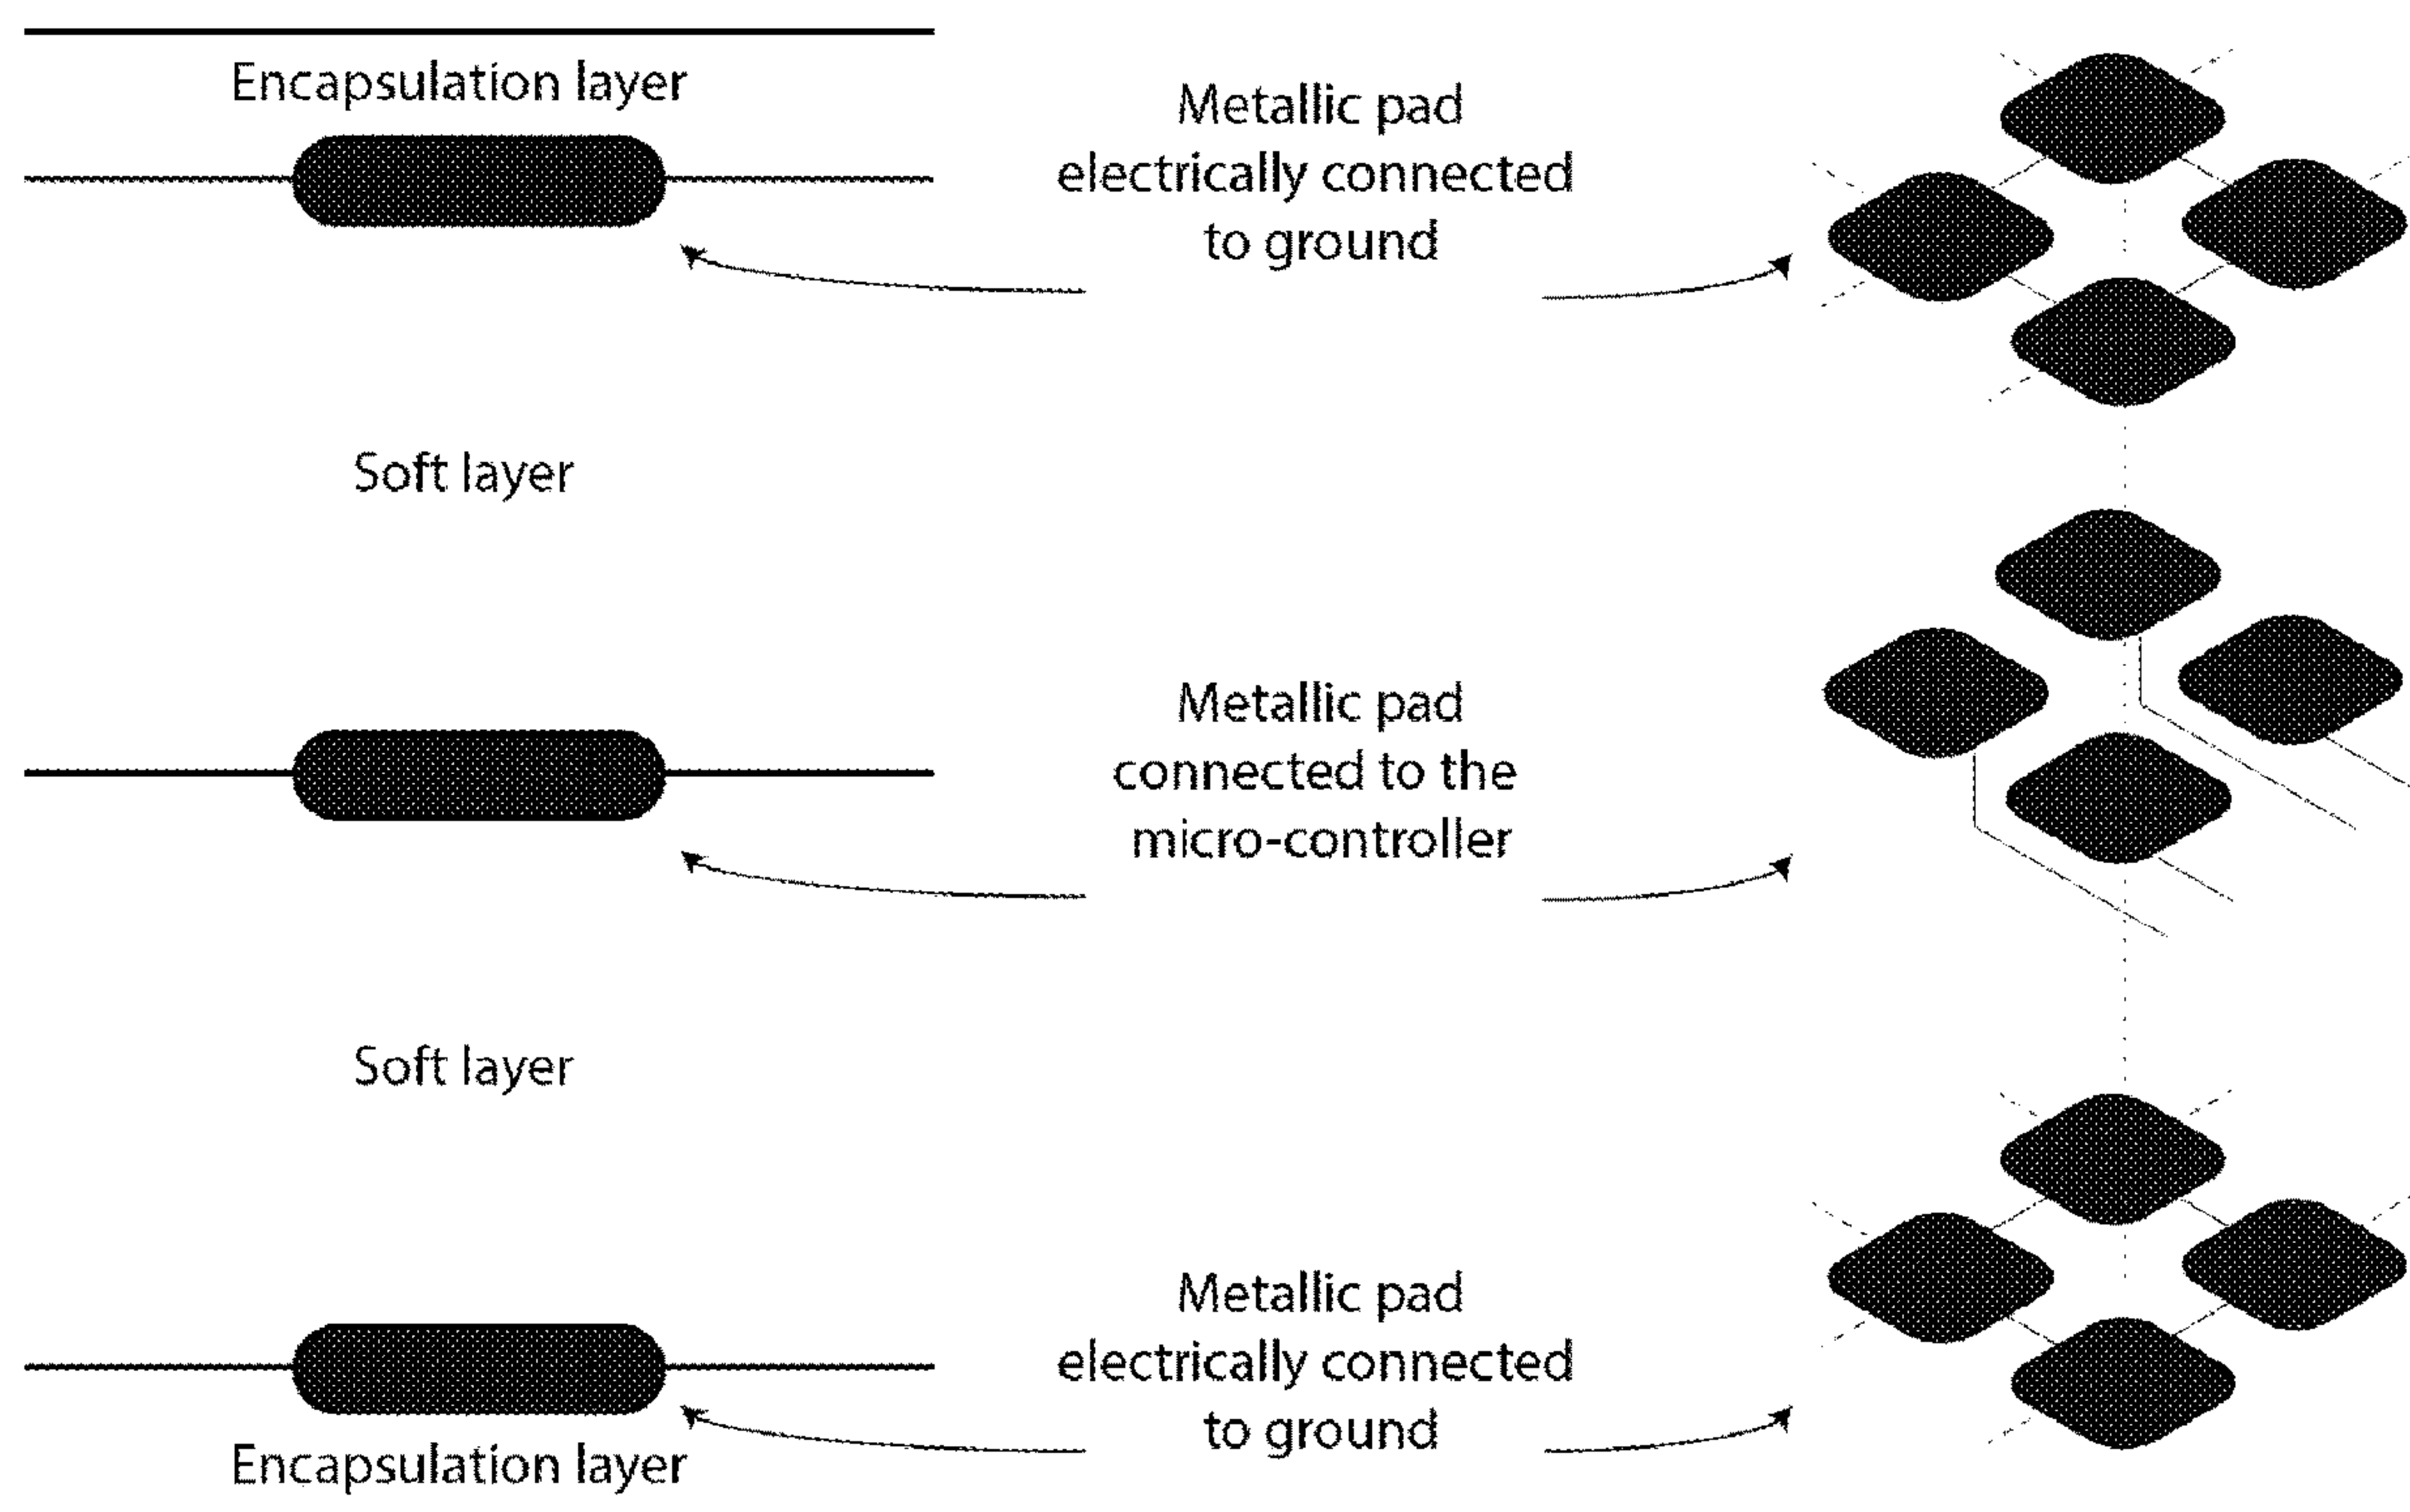 Encapsulation layer
Metallic pad
electrically connected
to ground
Soft layer
Metallic pad
connected to the
micro-controller
Soft layer
Metallic pad
electrically connected
to ground
Encapsulation layer